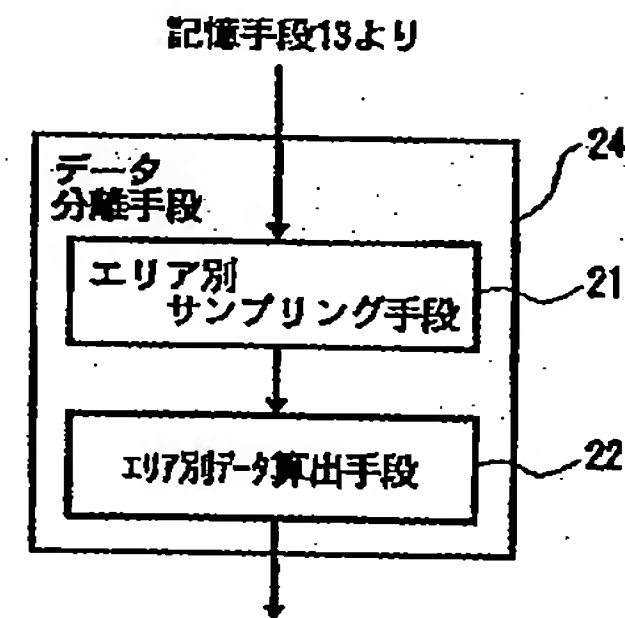 記憶手段13より
データ
分離手段
24
エリア別
サンプリング手段
21
エリア別データ算出手段
22